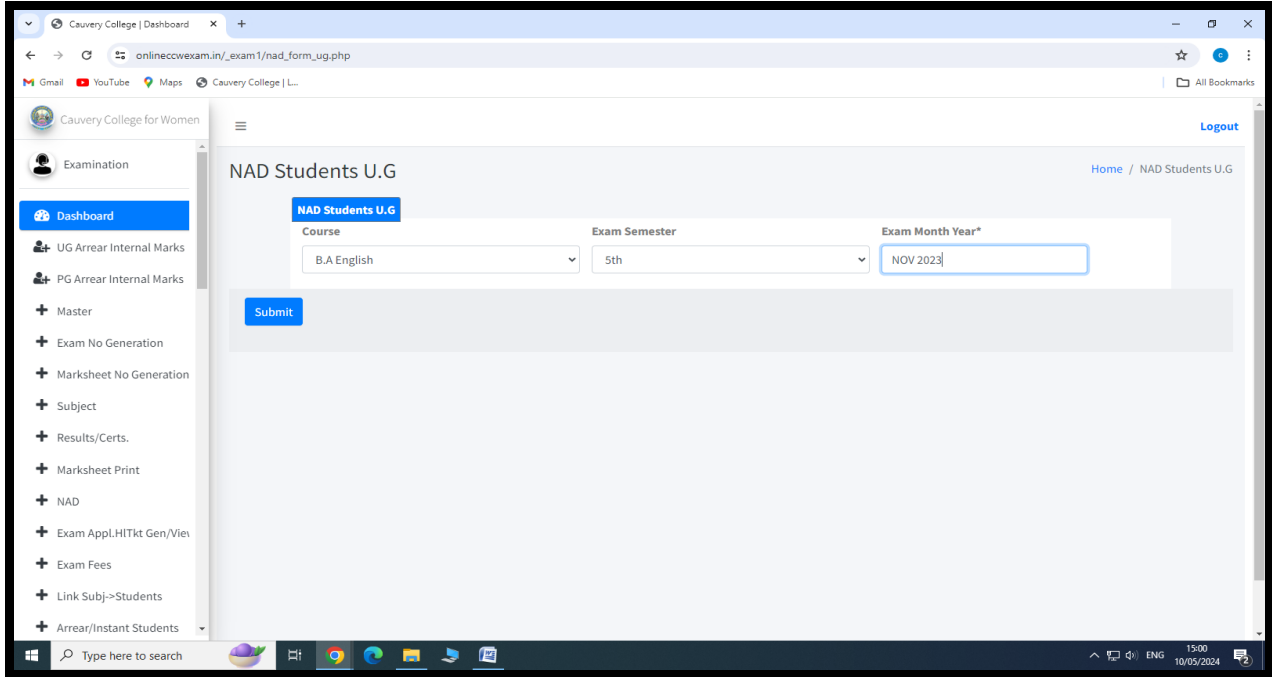 Cauvery College | Dashboard
onlineccwexam.in/_exam1/nad_form_ug.php
Gmail YouTube Maps Cauvery College | L... All Bookmarks
Cauvery College for Women
Logout
Examination
NAD Students U.G
Home / NAD Students U.G
NAD Students U.G
Course Exam Semester Exam Month Year*
B.A English 5th NOV 2023
Submit
Dashboard
UG Arrear Internal Marks
PG Arrear Internal Marks
Master
Exam No Generation
Marksheet No Generation
Subject
Results/Certs.
Marksheet Print
NAD
Exam Appl.HlTkt Gen/Viev
Exam Fees
Link Subj->Students
Arrear/Instant Students
Type here to search
ENG
15:00
10/05/2024
2